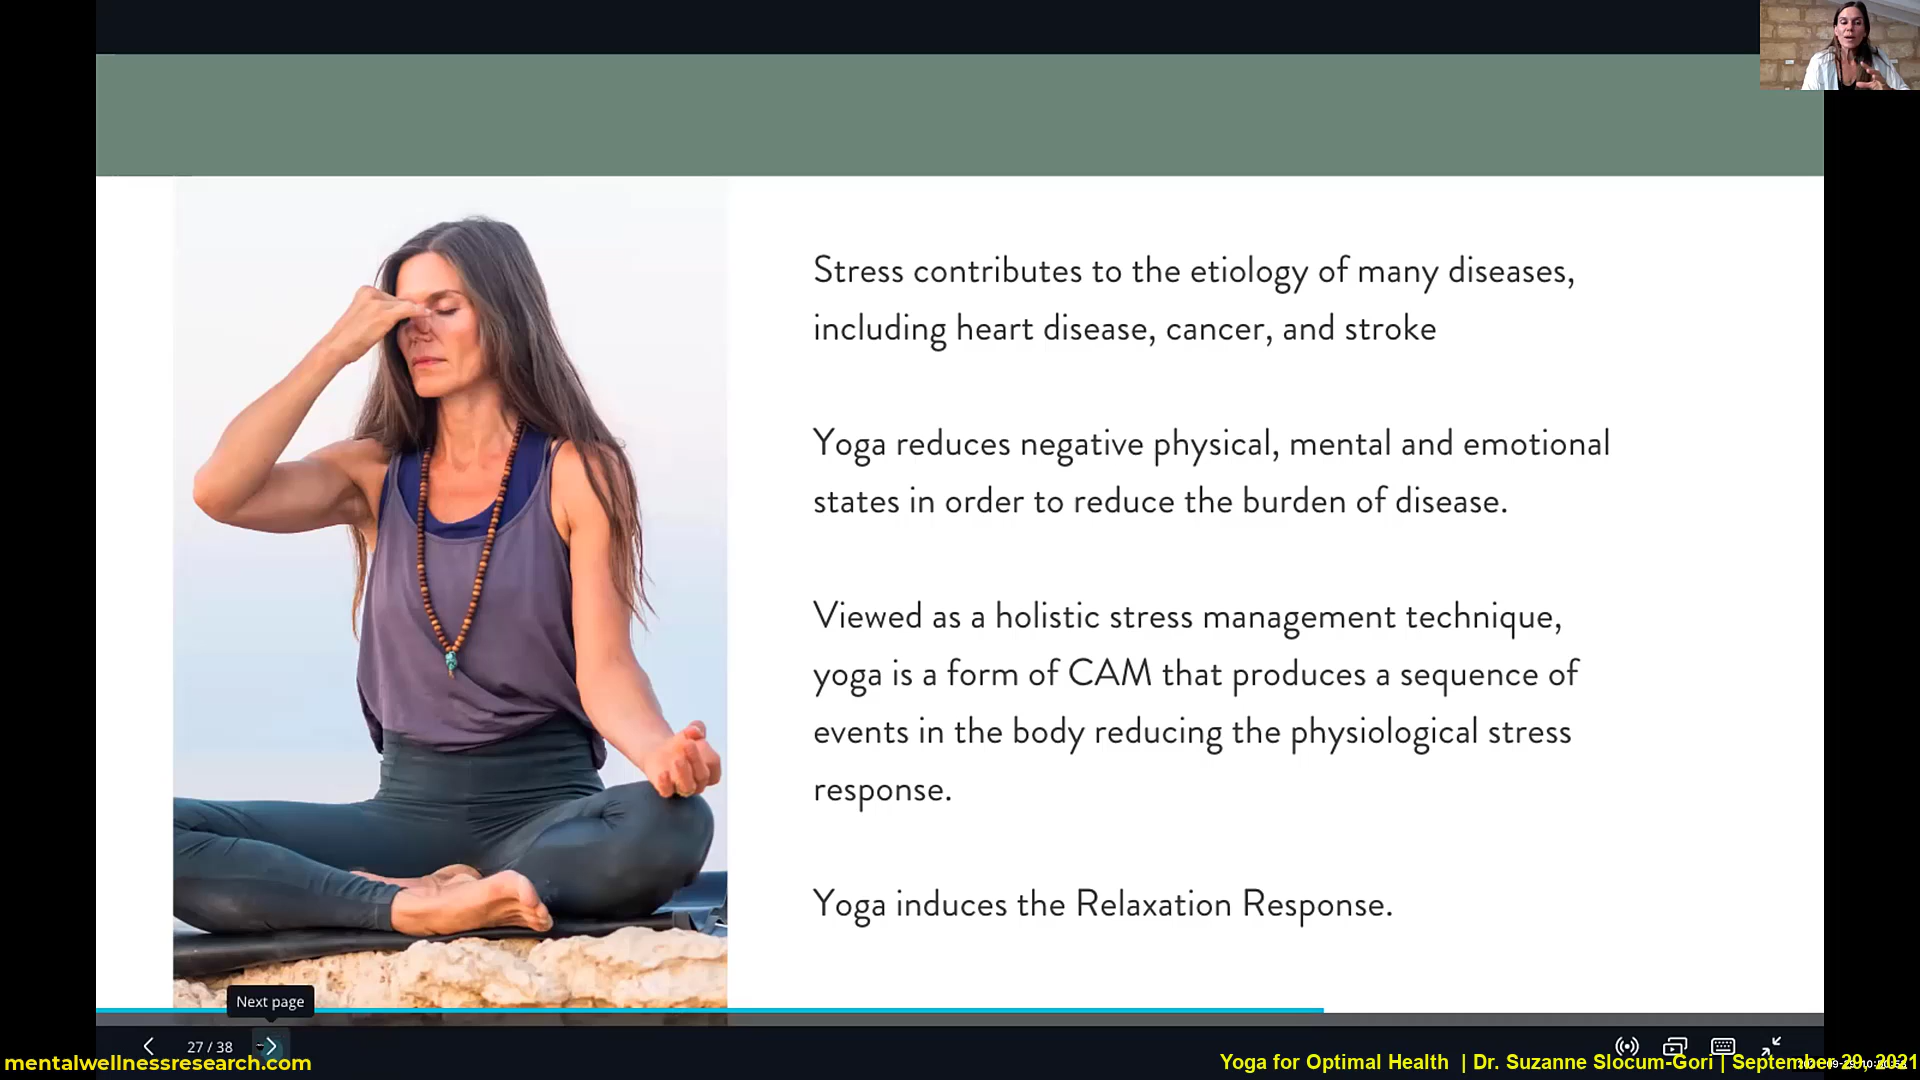 Stress contributes to the etiology of many diseases,
including heart disease, cancer, and stroke
Yoga reduces negative physical, mental and emotional
states in order to reduce the burden of disease.
Viewed as a holistic stress management technique,
yoga is a form of CAM that produces a sequence of
events in the body reducing the physiological stress
response.
Yoga induces the Relaxation Response.
Next page
27 / 38
mentalwellnessresearch.com
Yoga for Optimal Health | Dr. Suzanne Slocum-Gori | September 29, 2021